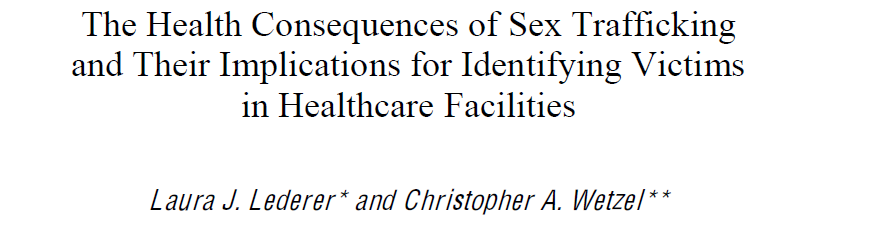 The Health Consequences of Sex Trafficking
and Their Implications for Identifying Victims
in Healthcare Facilities
Laura J. Lederer* and Christopher A. Wetzel**